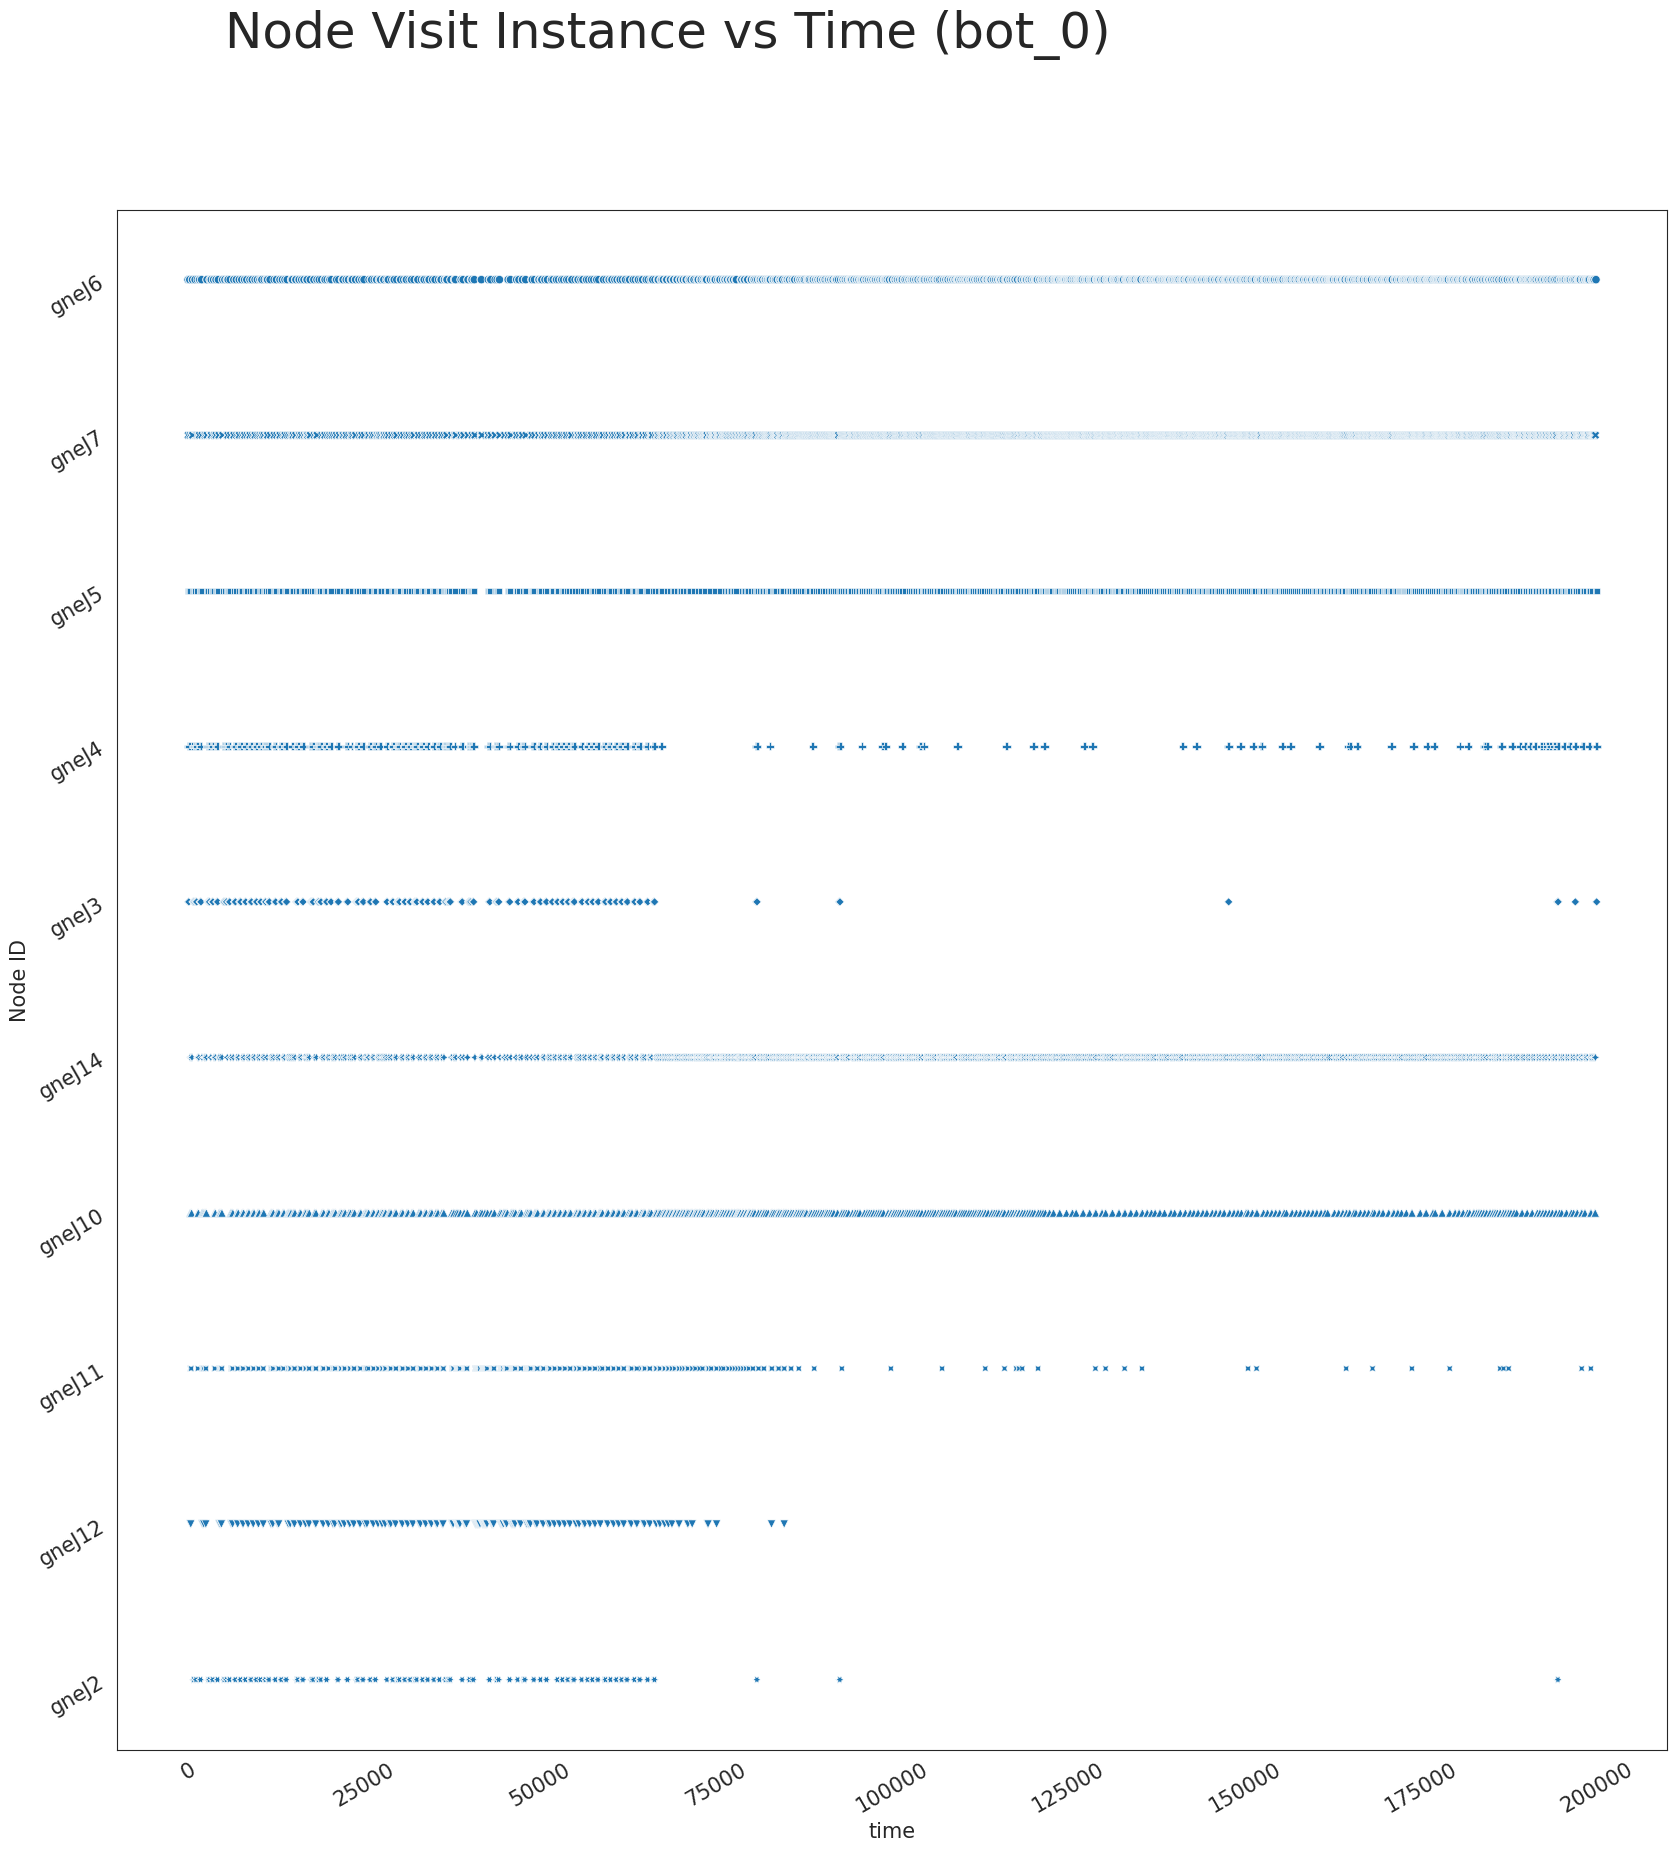 Node Visit Instance vs Time (bot_0)
gneJ6
gneJ7
gneJ5
gneJ4
gneJ3
gneJ14
gneJ10
gneJ11
gneJ12
gneJ2
Node ID
0
25000
50000
75000
100000
125000
150000
175000
200000
time